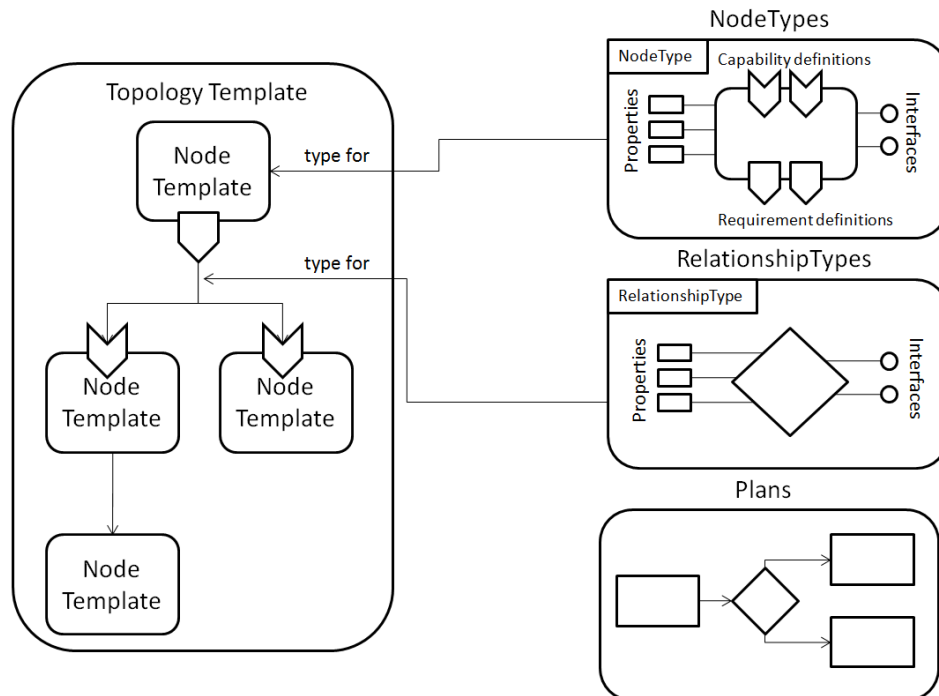 Topology Template
Node
Template
type for
type for
Node
Template
Node
Template
Node
Template
NodeTypes
NodeType
Capability definitions
Properties
Interfaces
Requirement definitions
RelationshipTypes
RelationshipType
Properties
Interfaces
Plans